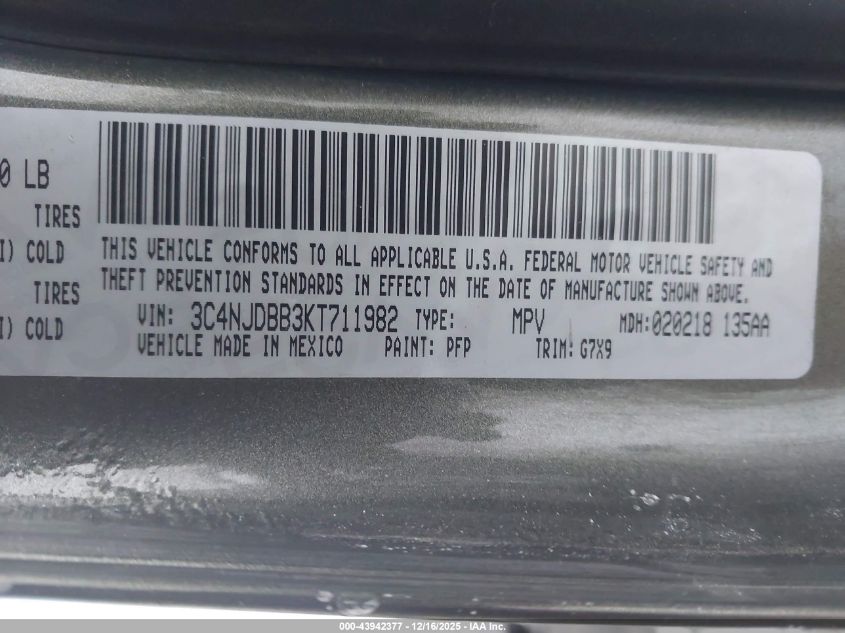 0 LB
TIRES
I) COLD
TIRES
I) COLD
THIS VEHICLE CONFORMS TO ALL APPLICABLE U.S.A. FEDERAL MOTOR VEHICLE SAFETY AND
THEFT PREVENTION STANDARDS IN EFFECT ON THE DATE OF MANUFACTURE SHOWN ABOVE.
VIN: 3C4NJDBB3KT711982 TYPE: MPV MDH:020218 135AA
VEHICLE MADE IN MEXICO PAINT: PFP TRIM: G7X9
000-43942377 - 12/16/2025 - IAA Inc.